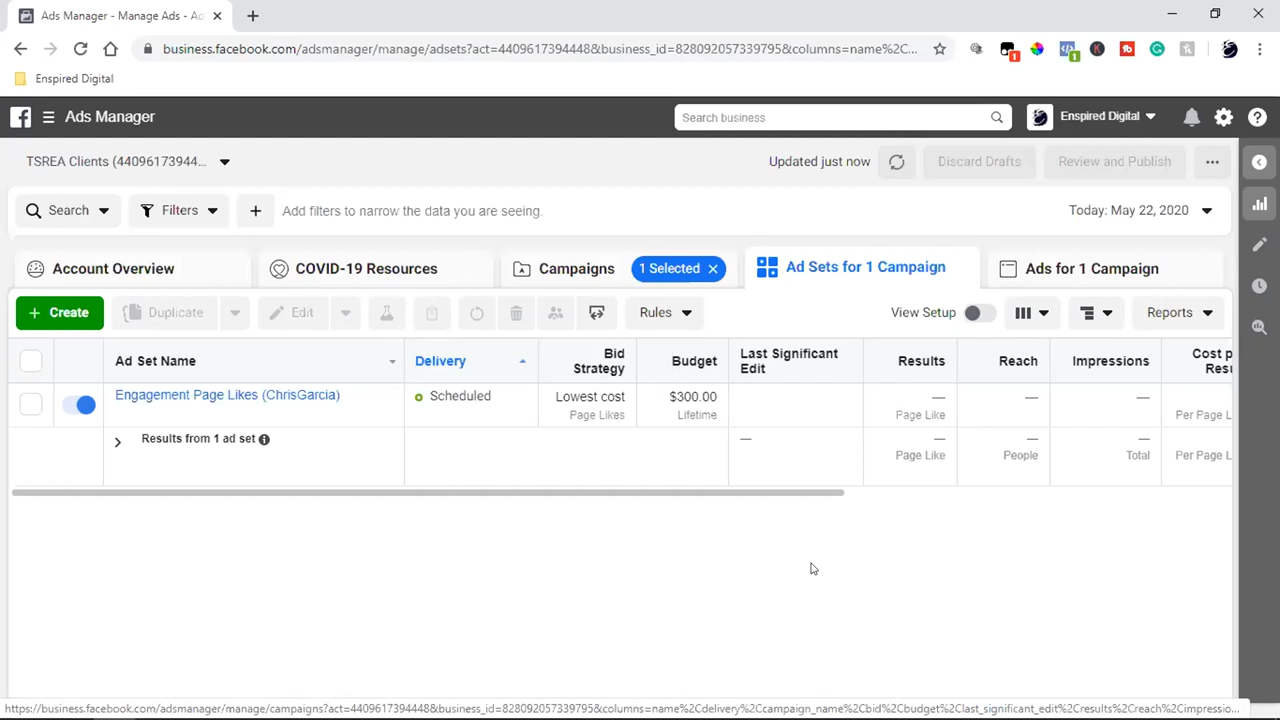 Ads Manager - Manage Ads - Ac
business.facebook.com/adsmanager/manage/adsets?act=4409617394448&business_id=828092057339795&columns=name%2C...
1
1
Enspired Digital
Ads Manager
Search business
Enspired Digital
TSREA Clients (44096173944...
Updated just now
Discard Drafts
Review and Publish
Search
Filters
Add filters to narrow the data you are seeing.
Today: May 22, 2020
Account Overview
COVID-19 Resources
Campaigns
1 Selected
Ad Sets for 1 Campaign
Ads for 1 Campaign
Create
Duplicate
Edit
Rules
View Setup
Reports
Ad Set Name
Delivery
Bid Strategy
Budget
Last Significant Edit
Results
Reach
Impressions
Cost p
Resu
Engagement Page Likes (ChrisGarcia)
Scheduled
Lowest cost
Page Likes
$300.00
Lifetime
—
Page Like
—
—
Per Page L
Results from 1 ad set
—
—
Page Like
—
People
—
Total
Per Page L
https://business.facebook.com/adsmanager/manage/campaigns?act=4409617394448&business_id=828092057339795&columns=name%2Cdelivery%2Ccampaign_name%2Cbid%2Cbudget%2Clast_significant_edit%2Cresults%2Creach%2Cimpressio...